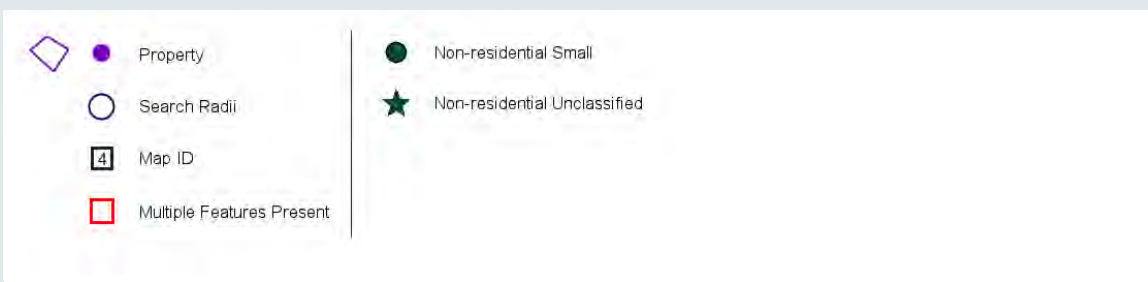 Property
Search Radii
4 Map ID
Multiple Features Present
Non-residential Small
Non-residential Unclassified